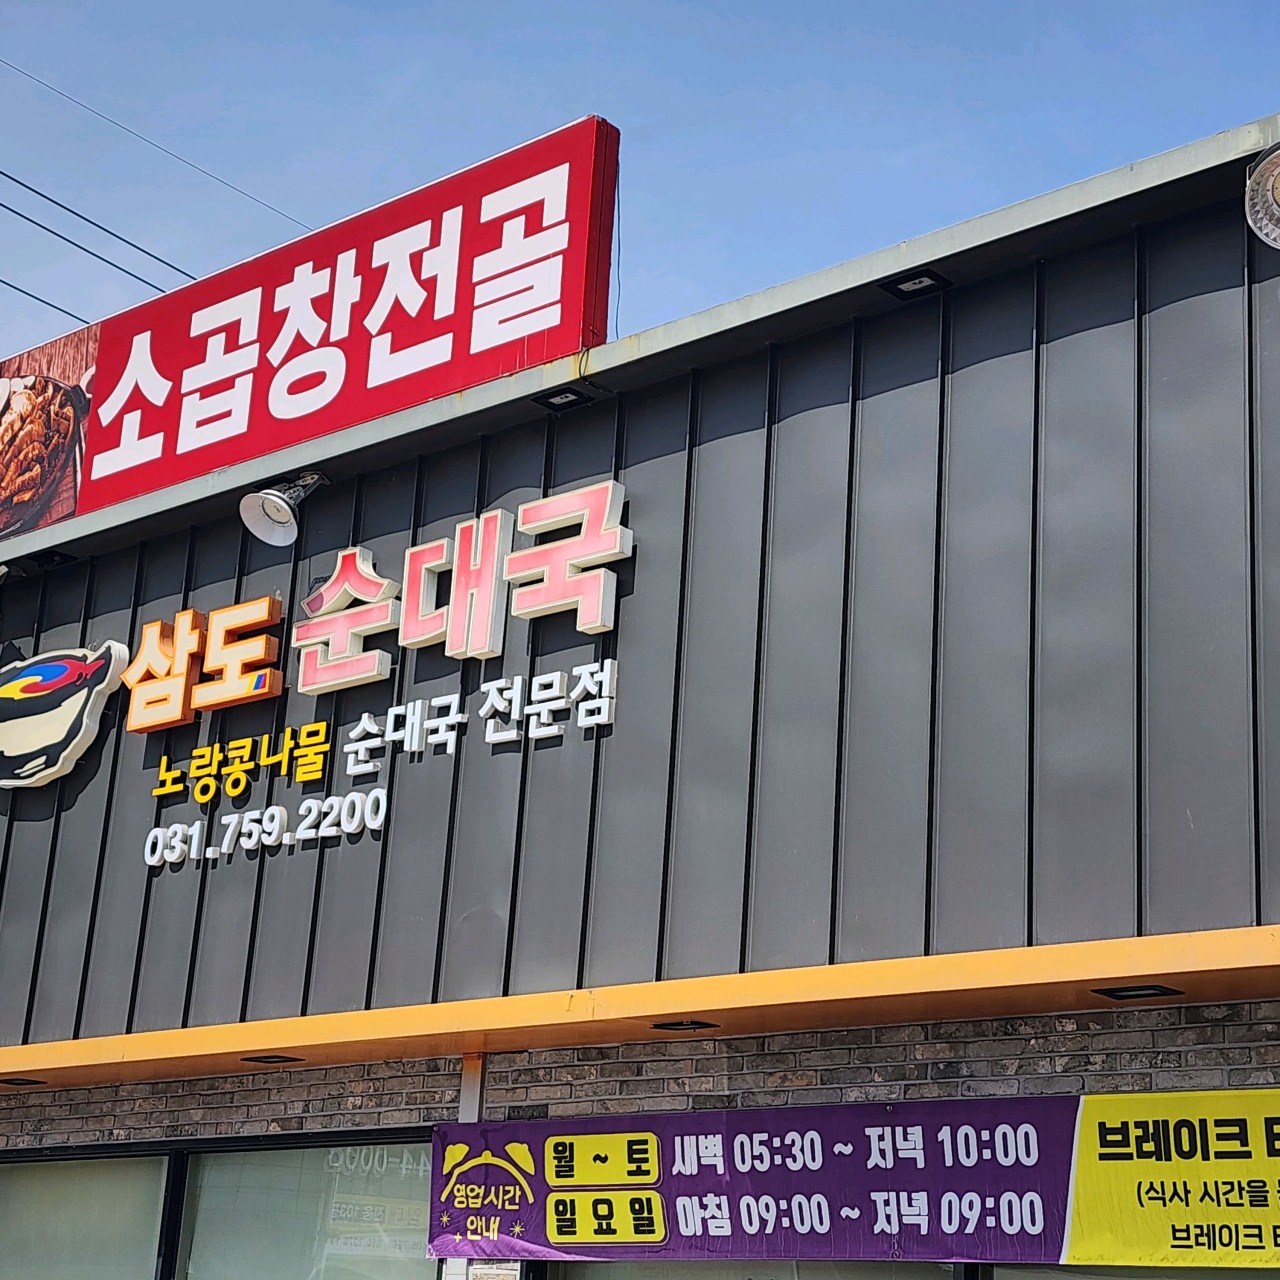 소곱창전골
삼도 순대국
노랑콩나물 순대국 전문점
031.759.2200
영업시간
안내
월 ~ 토 새벽 05:30 ~ 저녁 10:00
일요일 아침 09:00 ~ 저녁 09:00
브레이크
(식사 시간을
브레이크